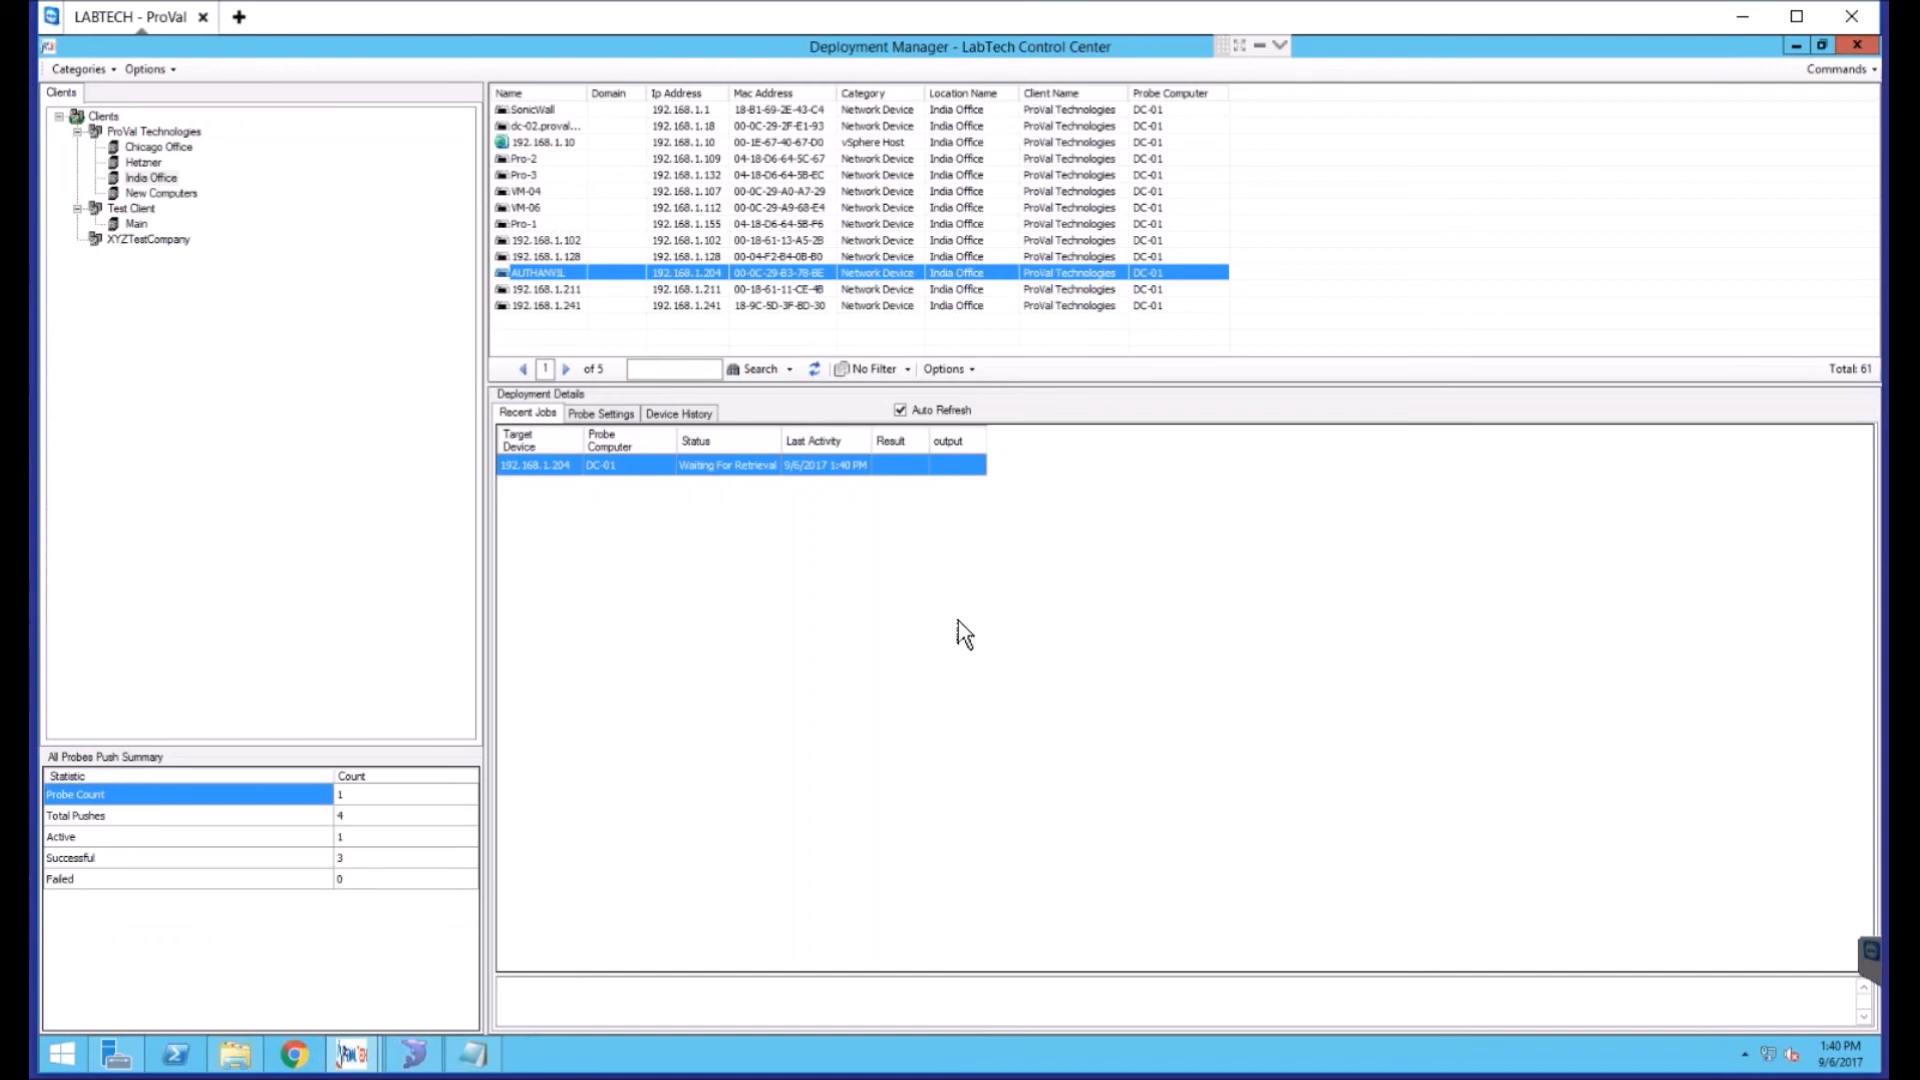 LABTECH - ProVal
Deployment Manager - LabTech Control Center
Categories Options Commands
Clients
Clients
ProVal Technologies
Chicago Office
Hetzner
India Office
New Computers
Test Client
Main
XYZTestCompany
Name Domain Ip Address Mac Address Category Location Name Client Name Probe Computer
SonicWall 192.168.1.1 18-B1-69-2E-43-C4 Network Device India Office ProVal Technologies DC-01
dc-02.proval... 192.168.1.18 00-0C-29-2F-E1-93 Network Device India Office ProVal Technologies DC-01
192.168.1.10 192.168.1.10 00-1E-67-40-67-D0 vSphere Host India Office ProVal Technologies DC-01
Pro-2 192.168.1.109 04-18-D6-64-5C-67 Network Device India Office ProVal Technologies DC-01
Pro-3 192.168.1.132 04-18-D6-64-5B-EC Network Device India Office ProVal Technologies DC-01
VM-04 192.168.1.107 00-0C-29-A0-A7-29 Network Device India Office ProVal Technologies DC-01
VM-06 192.168.1.112 00-0C-29-A9-68-E4 Network Device India Office ProVal Technologies DC-01
Pro-1 192.168.1.155 04-18-D6-64-5B-F6 Network Device India Office ProVal Technologies DC-01
192.168.1.102 192.168.1.102 00-18-61-13-A5-2B Network Device India Office ProVal Technologies DC-01
192.168.1.128 192.168.1.128 00-04-F2-B4-0B-B0 Network Device India Office ProVal Technologies DC-01
AUTHANVIL 192.168.1.204 00-0C-29-B3-78-BE Network Device India Office ProVal Technologies DC-01
192.168.1.211 192.168.1.211 00-18-61-11-CE-4B Network Device India Office ProVal Technologies DC-01
192.168.1.241 192.168.1.241 18-9C-5D-3F-BD-30 Network Device India Office ProVal Technologies DC-01
1 of 5 Search No Filter Options Total: 61
Deployment Details
Recent Jobs Probe Settings Device History Auto Refresh
Target Device Probe Computer Status Last Activity Result output
192.168.1.204 DC-01 Waiting For Retrieval 9/6/2017 1:40 PM
All Probes Push Summary
Statistic Count
Probe Count 1
Total Pushes 4
Active 1
Successful 3
Failed 0
1:40 PM
9/6/2017